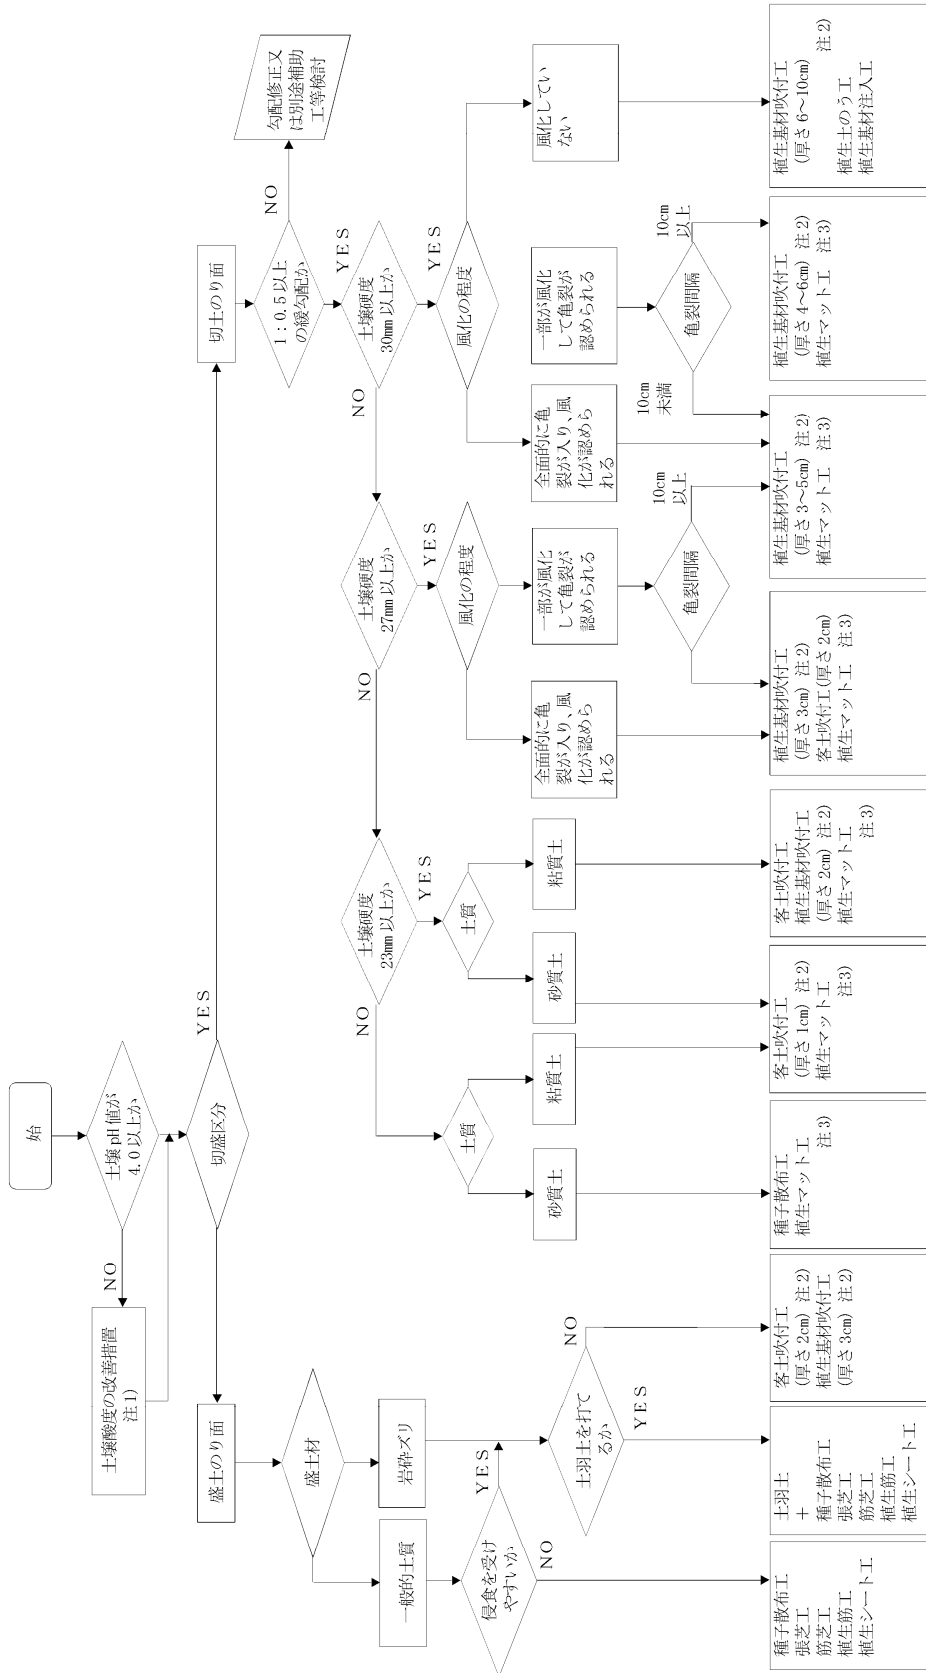 始
土壌pH値が
4.0以上か
NO
土壌酸度の改善措置
注1)
切盛区分
YES
盛土のり面
切土のり面
盛土材
1：0.5以上
の緩勾配か
NO
勾配修正又
は別途補助
工等検討
YES
一般的土質
岩砕ズリ
土壌硬度
23mm以上か
NO
土壌硬度
27mm以上か
NO
土壌硬度
30mm以上か
NO
YES
YES
YES
侵食を受け
やすいか
YES
NO
土質
土質
風化の程度
風化の程度
土羽土を打て
るか
NO
YES
砂質土
粘質土
砂質土
粘質土
全面的に亀
裂が入り、風
化が認めら
れる
一部が風化
して亀裂が
認められる
全面的に亀
裂が入り、風
化が認めら
れる
一部が風化
して亀裂が
認められる
風化してい
ない
亀裂間隔
10cm
以上
10cm
未満
亀裂間隔
10cm
以上
種子散布工
張芝工
筋芝工
植生筋工
植生シート工
土羽土
+
種子散布工
張芝工
筋芝工
植生筋工
植生シート工
客土吹付工
(厚さ2cm) 注2)
植生基材吹付工
(厚さ3cm) 注2)
種子散布工
植生マット工
注3)
客土吹付工
(厚さ1cm) 注2)
植生マット工
注3)
客土吹付工
植生基材吹付工
(厚さ2cm) 注2)
植生マット工
注3)
植生基材吹付工
(厚さ3cm) 注2)
客土吹付工(厚さ2cm)
植生マット工 注3)
植生基材吹付工
(厚さ3～5cm) 注2)
植生マット工 注3)
植生基材吹付工
(厚さ4～6cm) 注2)
植生マット工 注3)
植生基材吹付工
(厚さ6～10cm)
注2)
植生土のう工
植生基材注入工